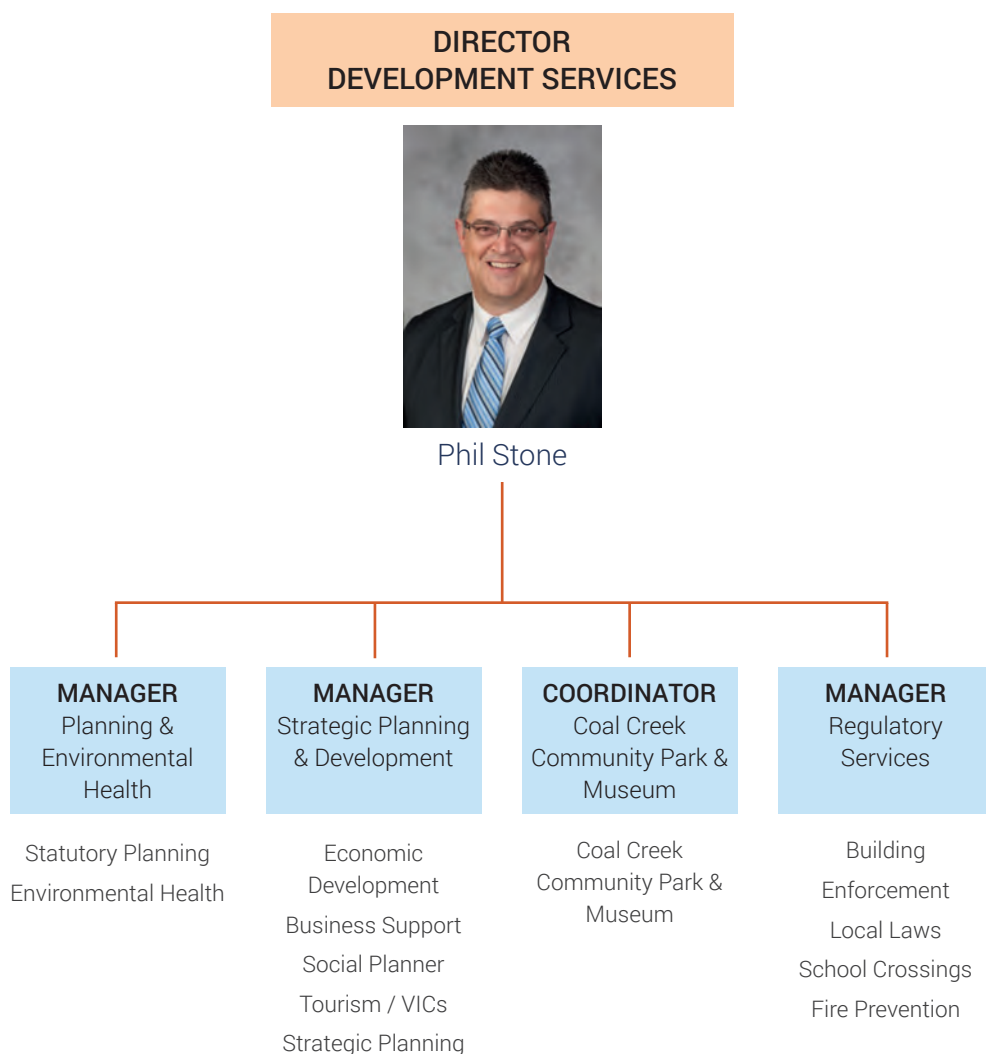 DIRECTOR
DEVELOPMENT SERVICES
Phil Stone
MANAGER
Planning &
Environmental
Health
Statutory Planning
Environmental Health
MANAGER
Strategic Planning
& Development
Economic
Development
Business Support
Social Planner
Tourism / VICs
Strategic Planning
COORDINATOR
Coal Creek
Community Park &
Museum
Coal Creek
Community Park &
Museum
MANAGER
Regulatory
Services
Building
Enforcement
Local Laws
School Crossings
Fire Prevention